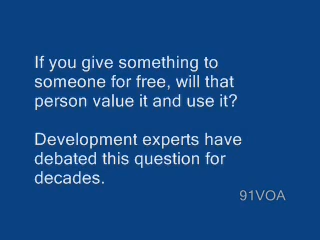 If you give something to
someone for free, will that
person value it and use it?
Development experts have
debated this question for
decades.
91VOA